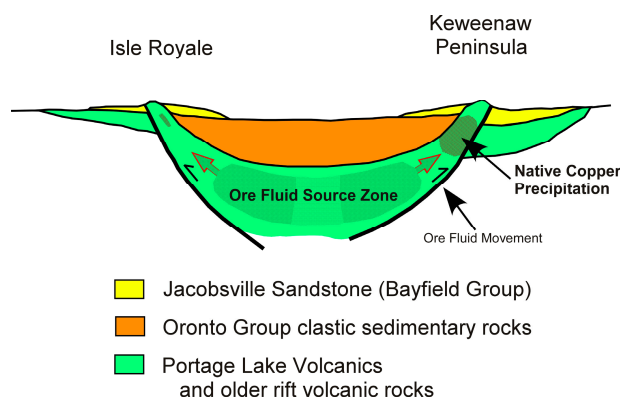 Isle Royale
Keweenaw
Peninsula
Ore Fluid Source Zone
Native Copper
Precipitation
Ore Fluid Movement
Jacobsville Sandstone (Bayfield Group)
Oronto Group clastic sedimentary rocks
Portage Lake Volcanics
and older rift volcanic rocks